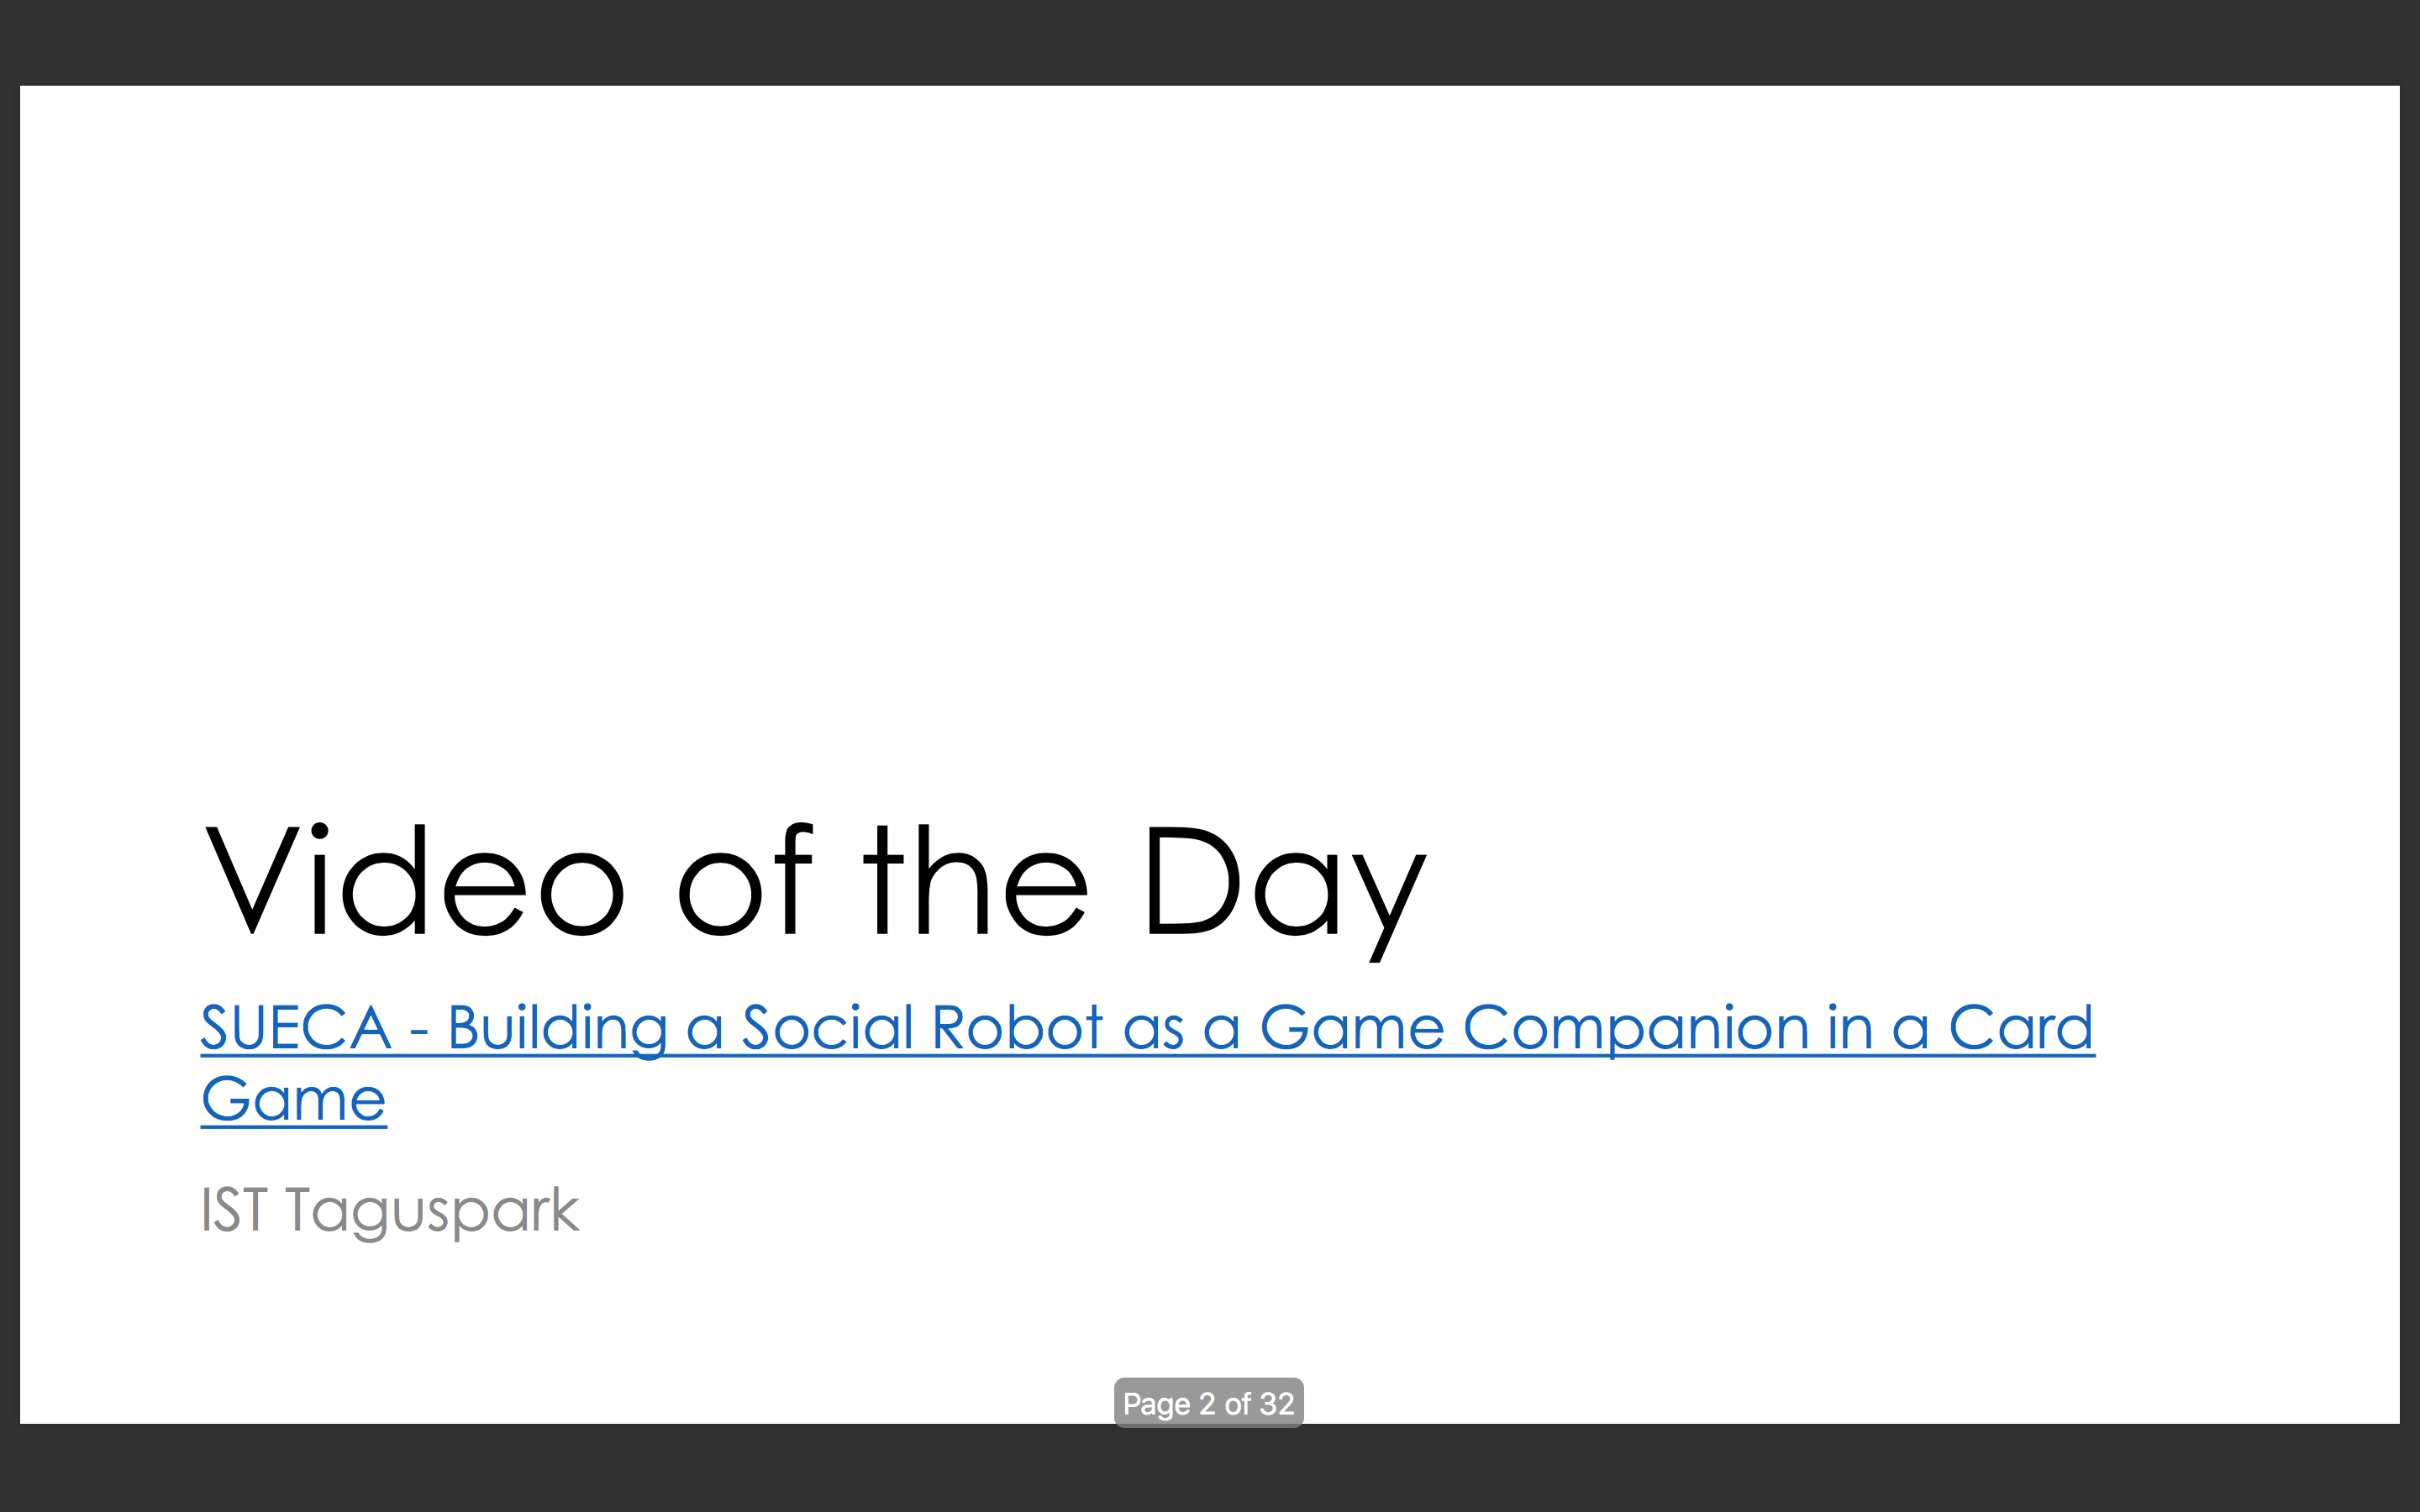 Video of the Day
SUECA - Building a Social Robot as a Game Companion in a Card
Game
IST Taguspark
Page 2 of 32